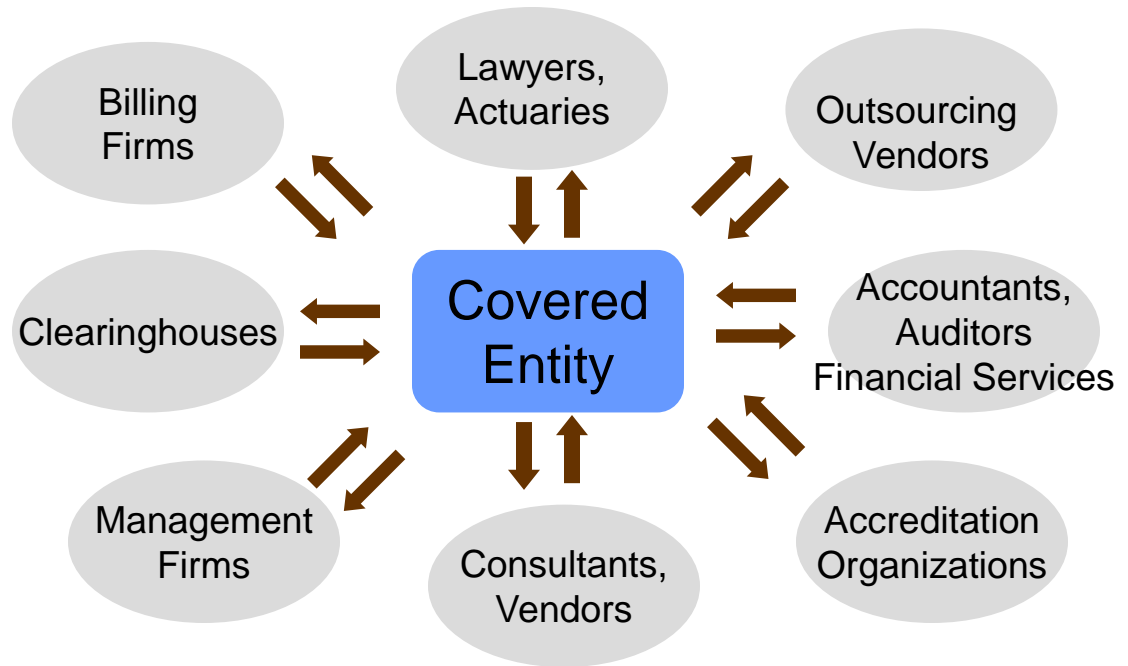 Billing
Firms
Lawyers,
Actuaries
Outsourcing
Vendors
Clearinghouses
Covered
Entity
Accountants,
Auditors
Financial Services
Management
Firms
Consultants,
Vendors
Accreditation
Organizations